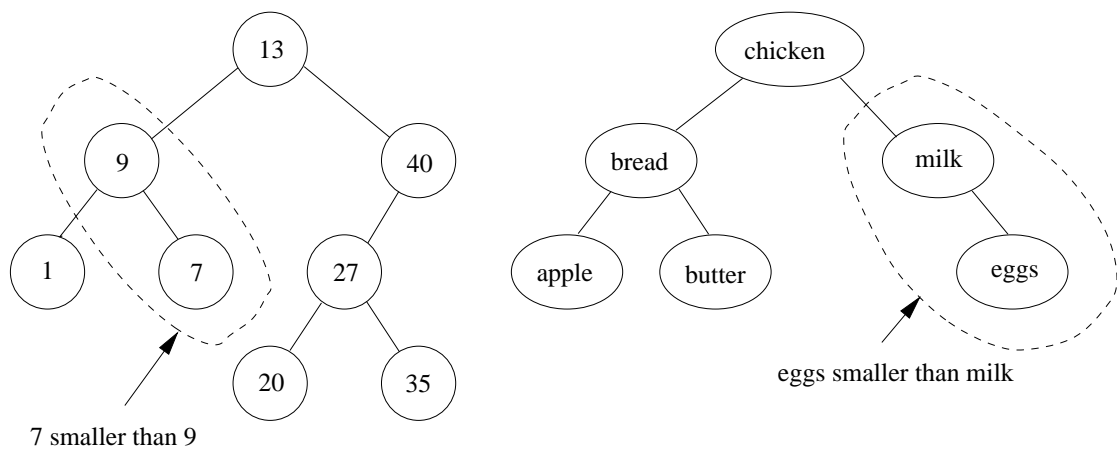 13
9
40
1
7
27
20
35
7 smaller than 9
chicken
bread
milk
apple
butter
eggs
eggs smaller than milk